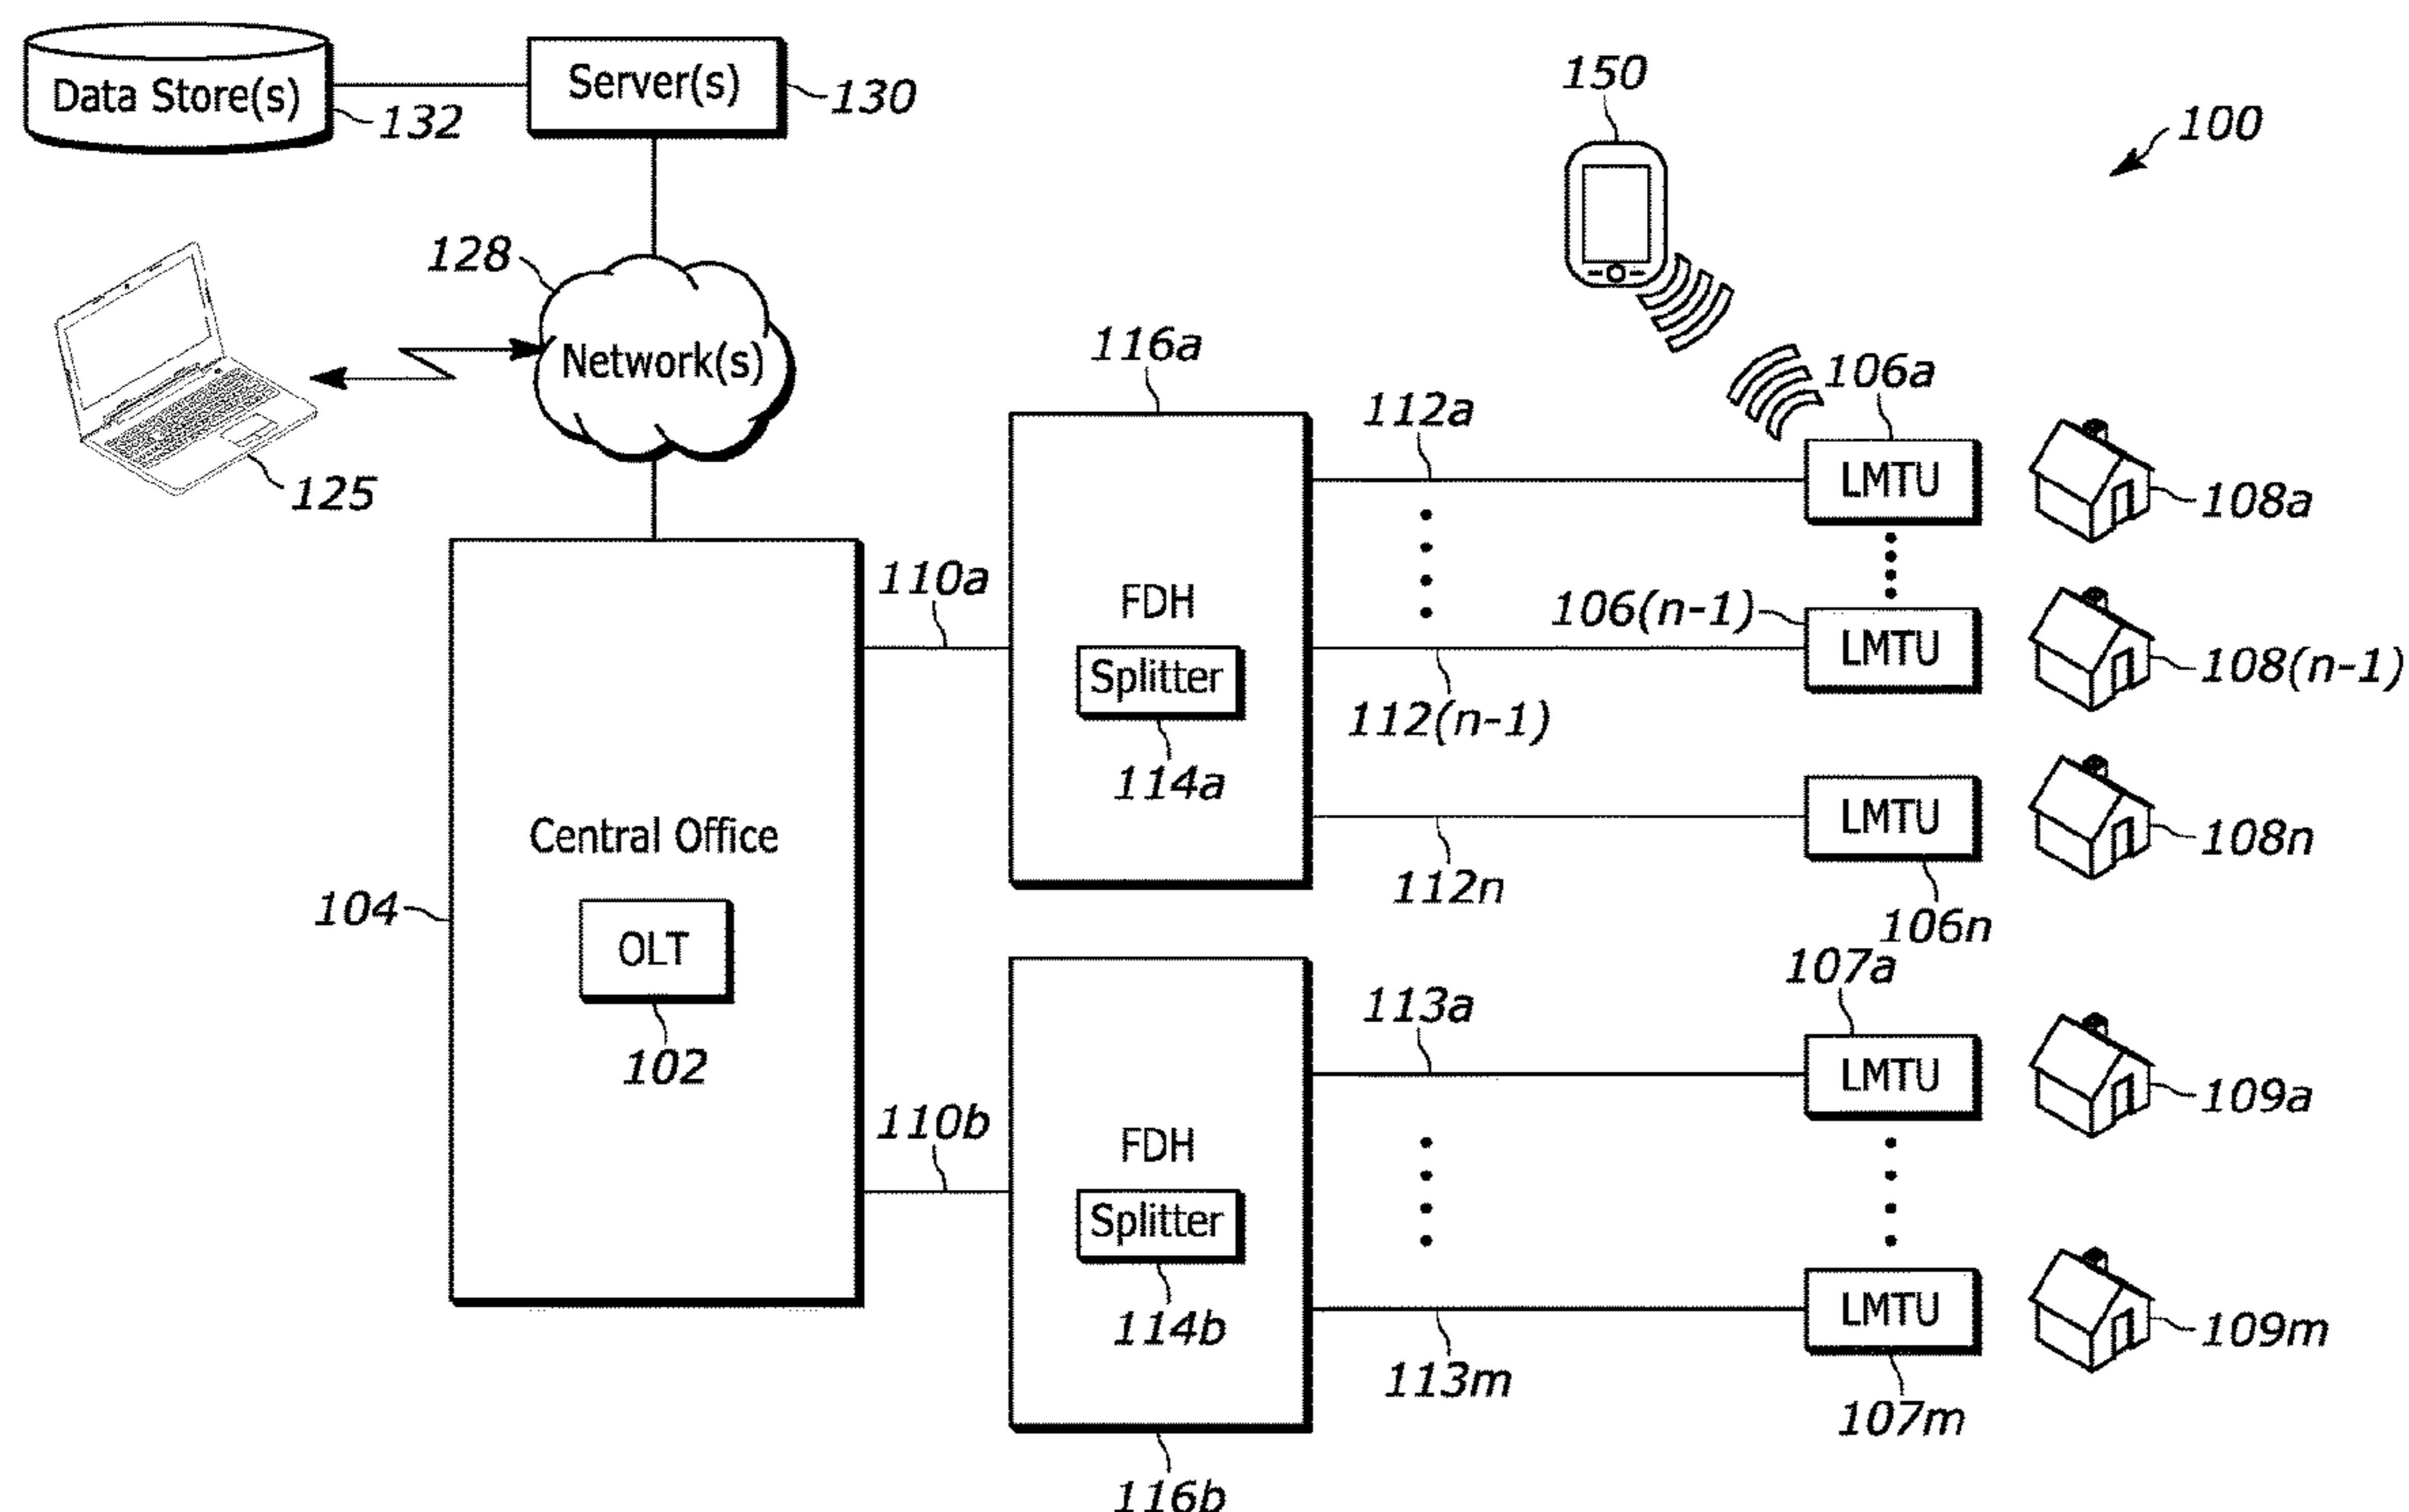 Data Store(s)
132
Server(s)
130
150
100
128
Network(s)
125
116a
112a
106a
LMTU
108a
110a
FDH
106(n-1)
LMTU
108(n-1)
Splitter
112(n-1)
114a
Central Office
LMTU
108n
104
112n
106n
OLT
102
107a
113a
LMTU
109a
110b
FDH
Splitter
114b
LMTU
109m
113m
107m
116b